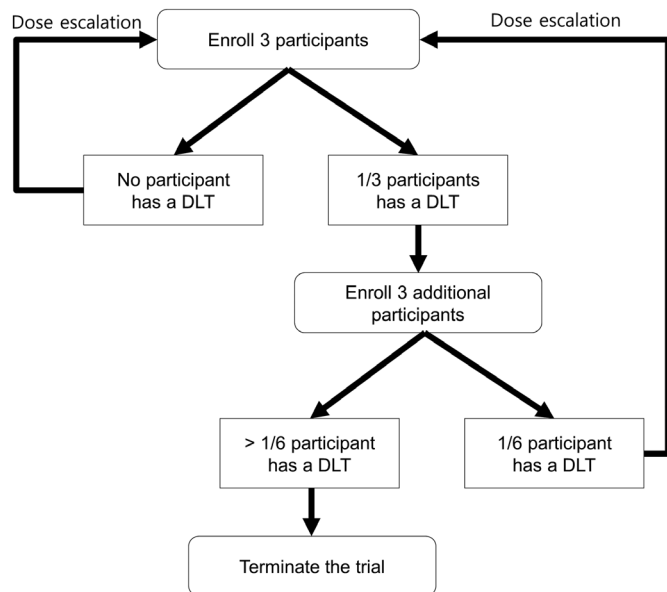 Dose escalation
Dose escalation
Enroll 3 participants
No participant
has a DLT
1/3 participants
has a DLT
Enroll 3 additional
participants
> 1/6 participant
has a DLT
1/6 participant
has a DLT
Terminate the trial